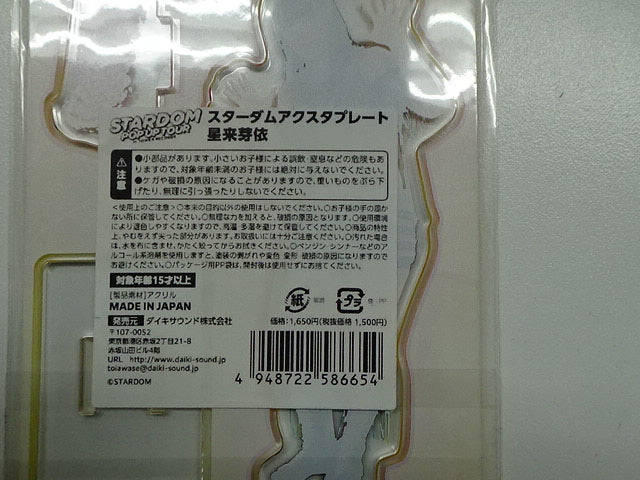 STARDOM
POPUP TOUR
スターダムアクスタプレート
星来芽依
注意
●小部品があります。小さいお子様による誤飲・窒息などの危険もあ
りますので、対象年齢未満のお子様には絶対に与えないでください。
●ケガや破損の原因になることがありますので、重いものをぶら下
げたり、無理に引っ張ったりしないでください。
＜使用上のご注意＞○本来の目的以外の使用はしないでください。○お子様の手の届か
ない所に保管してください。○無理な力を加えると、破損の原因となります。○使用環境
により退色しやすくなりますので、高温・多湿を避けて保管してください。○商品の特性
上、やむをえず尖った部分があります。お取扱いには十分ご注意ください。○汚れた場合
は、水を布に含ませ、かたく絞ってからお拭きください。○ベンジン・シンナーなどのア
ルコール系溶剤を使用しますと、塗装の剥がれや変色・変形・破損の原因になりますので
お避けください。○パッケージ用PP袋は、開封後は使用せずにお捨てください。
対象年齢15才以上
[製品素材]アクリル
MADE IN JAPAN
紙
プラ
発売元 ダイキサウンド株式会社
価格：1,650円(税抜価格 1,500円)
〒107-0052
東京都港区赤坂2丁目21-8
赤坂山田ビル4階
URL http://www.daiki-sound.jp
toiawase@daiki-sound.jp
©STARDOM
4 948722 586654